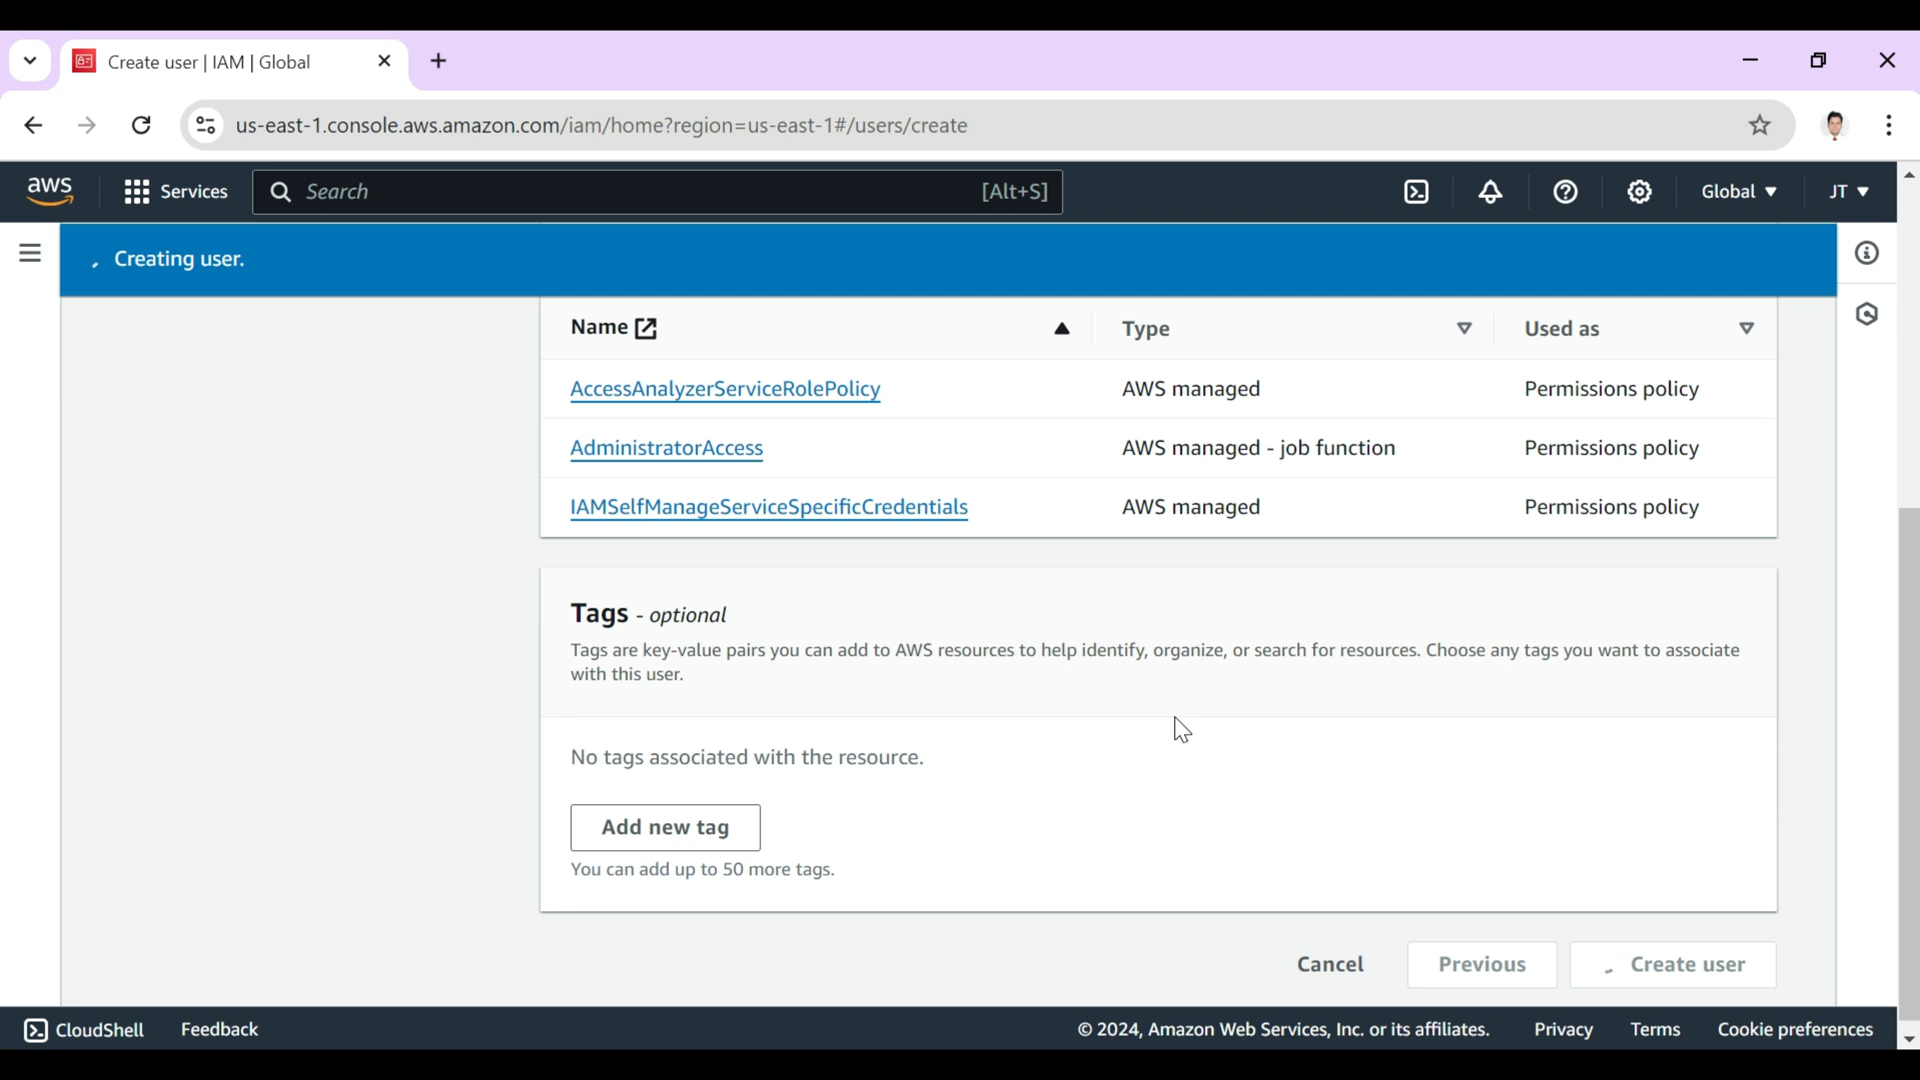 Create user | IAM | Global
us-east-1.console.aws.amazon.com/iam/home?region=us-east-1#/users/create
aws Services Search [Alt+S] Global JT
Creating user.
Name Type Used as
AccessAnalyzerServiceRolePolicy AWS managed Permissions policy
AdministratorAccess AWS managed - job function Permissions policy
IAMSelfManageServiceSpecificCredentials AWS managed Permissions policy
Tags - optional
Tags are key-value pairs you can add to AWS resources to help identify, organize, or search for resources. Choose any tags you want to associate
with this user.
No tags associated with the resource.
Add new tag
You can add up to 50 more tags.
Cancel Previous Create user
CloudShell Feedback © 2024, Amazon Web Services, Inc. or its affiliates. Privacy Terms Cookie preferences